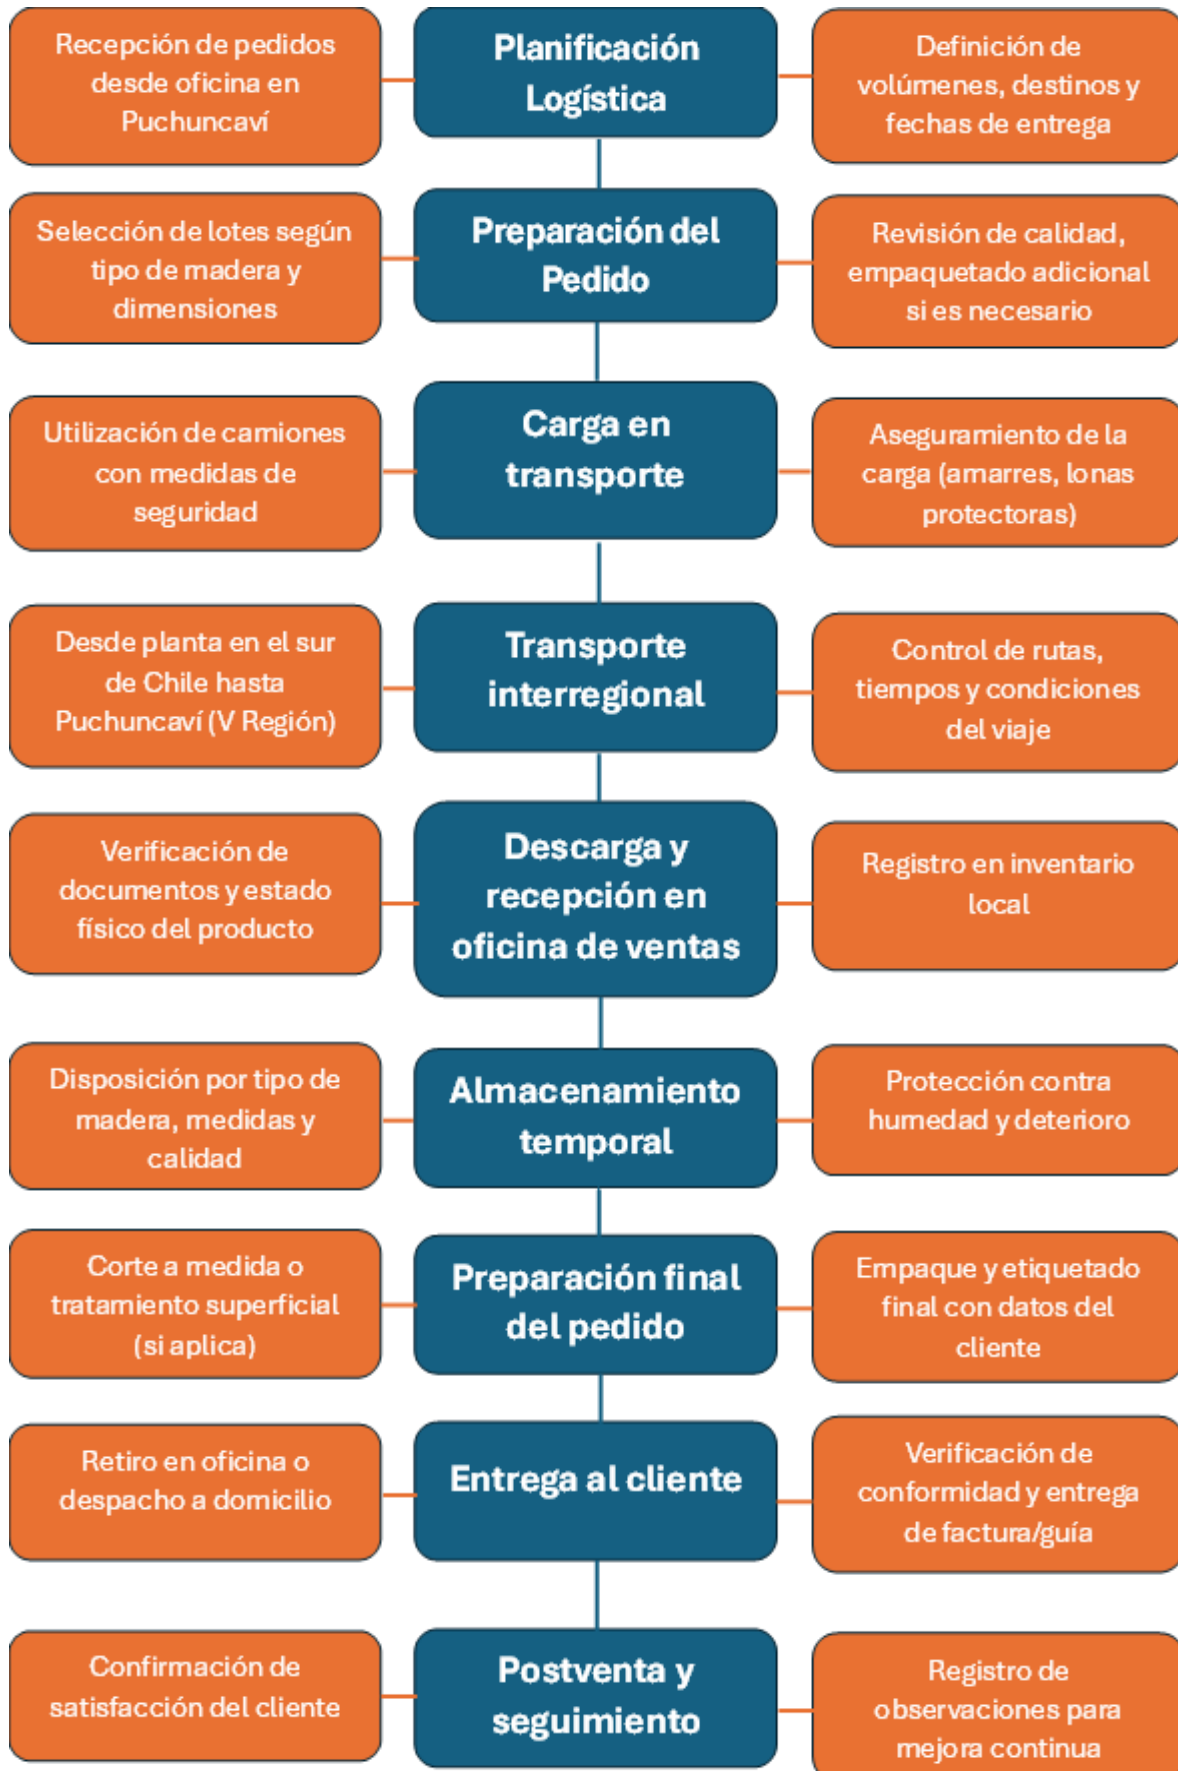 Recepción de pedidos
desde oficina en
Puchuncaví
Planificación
Logística
Definición de
volúmenes, destinos y
fechas de entrega
Selección de lotes según
tipo de madera y
dimensiones
Preparación del
Pedido
Revisión de calidad,
empaquetado adicional
si es necesario
Utilización de camiones
con medidas de
seguridad
Carga en
transporte
Aseguramiento de la
carga (amarres, lonas
protectoras)
Desde planta en el sur
de Chile hasta
Puchuncaví (V Región)
Transporte
interregional
Control de rutas,
tiempos y condiciones
del viaje
Verificación de
documentos y estado
físico del producto
Descarga y
recepción en
oficina de ventas
Registro en inventario
local
Disposición por tipo de
madera, medidas y
calidad
Almacenamiento
temporal
Protección contra
humedad y deterioro
Corte a medida o
tratamiento superficial
(si aplica)
Preparación final
del pedido
Empaque y etiquetado
final con datos del
cliente
Retiro en oficina o
despacho a domicilio
Entrega al cliente
Verificación de
conformidad y entrega
de factura/guía
Confirmación de
satisfacción del cliente
Postventa y
seguimiento
Registro de
observaciones para
mejora continua